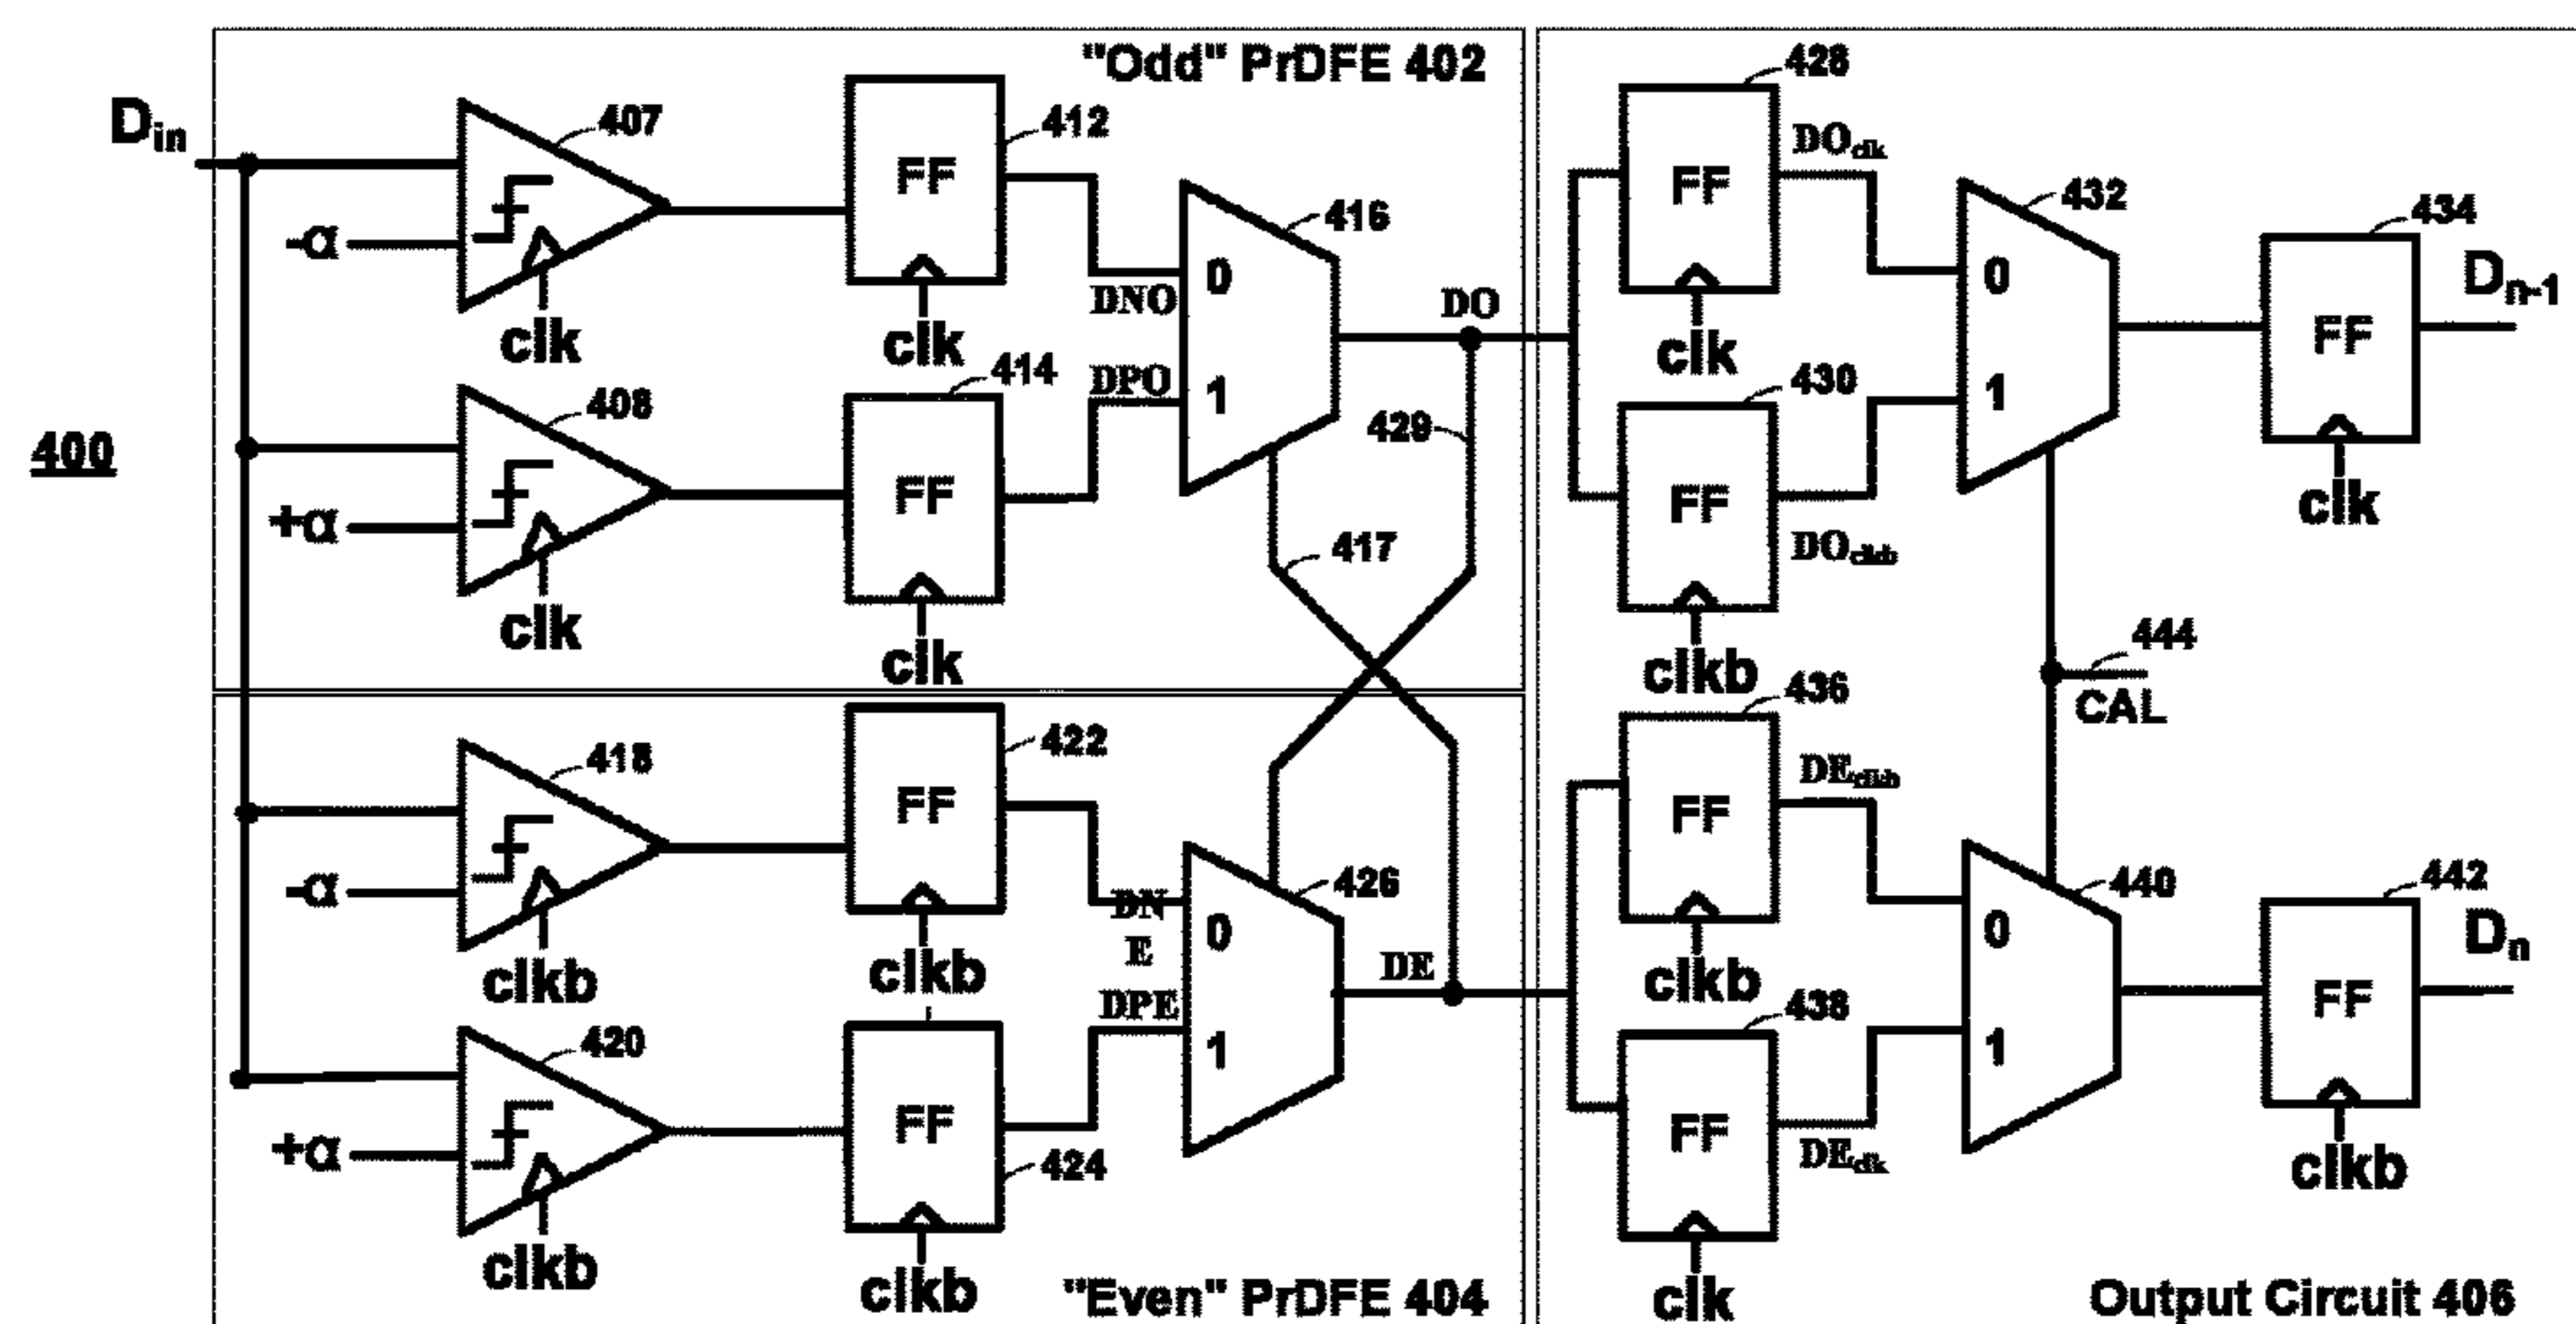 400
"Odd" PrDFE 402
Din
407
-α
clk
408
+α
clk
FF
412
clk
414
FF
clk
DNO
DPO
0
1
416
417
DO
429
"Even" PrDFE 404
418
-α
clkb
420
+α
clkb
FF
422
clkb
FF
424
clkb
DN
E
DPE
0
1
426
DE
Output Circuit 406
428
FF
clk
DOclk
430
FF
clkb
DOclkb
0
1
432
434
FF
clk
Dn-1
444
CAL
436
FF
clkb
DEclkb
438
FF
clk
DEclk
0
1
440
442
FF
clkb
Dn